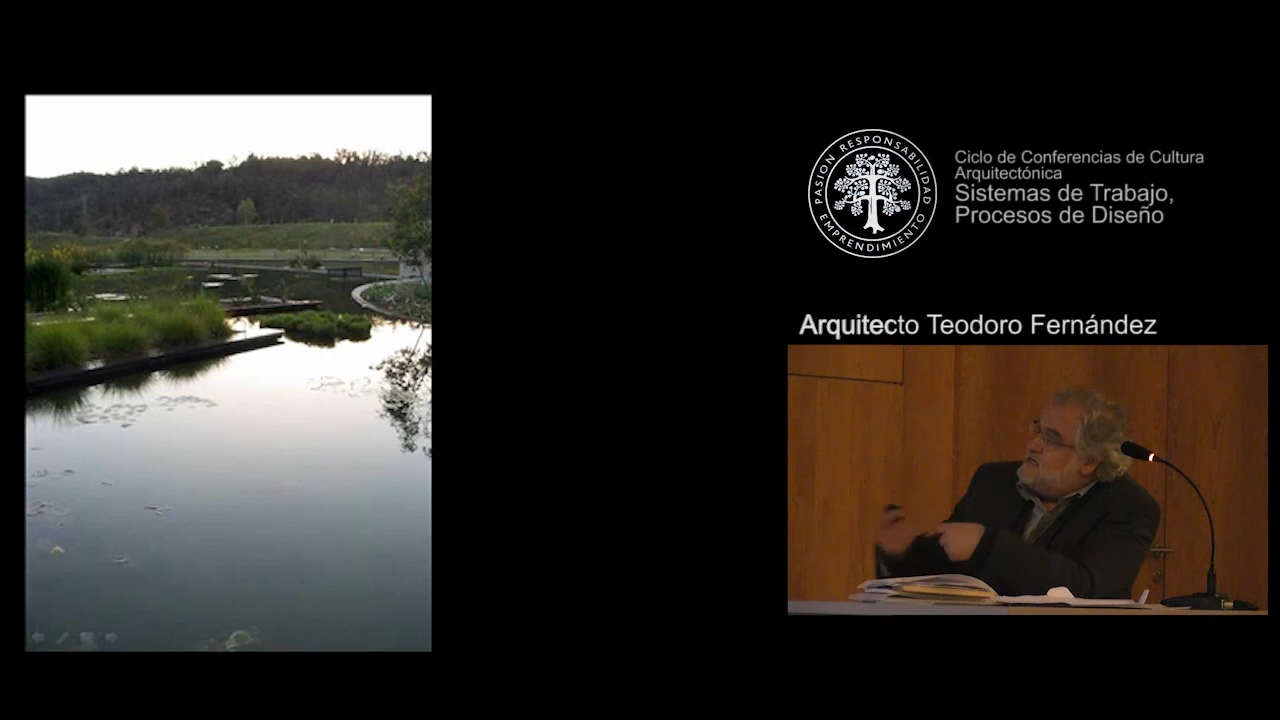 PASION RESPONSABILIDAD
EMPRENDIMIENTO
Ciclo de Conferencias de Cultura
Arquitectónica
Sistemas de Trabajo,
Procesos de Diseño
Arquitecto Teodoro Fernández